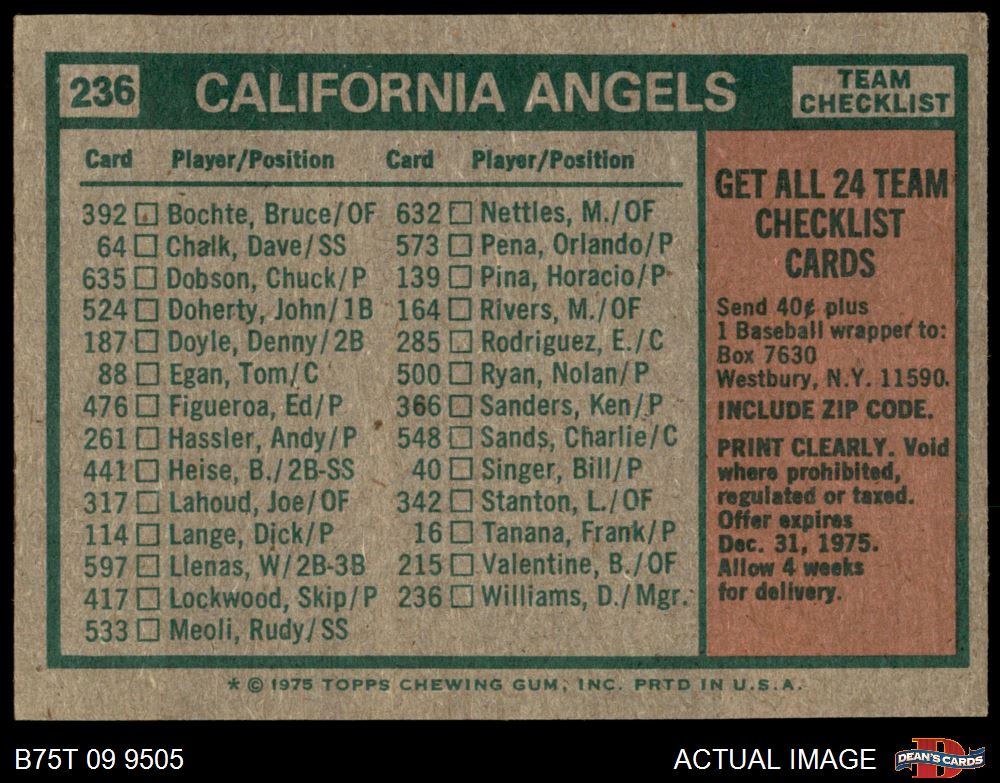 236 CALIFORNIA ANGELS TEAM CHECKLIST
Card Player/Position Card Player/Position
392 Bochte, Bruce/OF 632 Nettles, M./OF
64 Chalk, Dave/SS 573 Pena, Orlando/P
635 Dobson, Chuck/P 139 Pina, Horacio/P
524 Doherty, John/1B 164 Rivers, M./OF
187 Doyle, Denny/2B 285 Rodriguez, E./C
88 Egan, Tom/C 500 Ryan, Nolan/P
476 Figueroa, Ed/P 366 Sanders, Ken/P
261 Hassler, Andy/P 548 Sands, Charlie/C
441 Heise, B./2B-SS 40 Singer, Bill/P
317 Lahoud, Joe/OF 342 Stanton, L./OF
114 Lange, Dick/P 16 Tanana, Frank/P
597 Llenas, W/2B-3B 215 Valentine, B./OF
417 Lockwood, Skip/P 236 Williams, D./Mgr.
533 Meoli, Rudy/SS
GET ALL 24 TEAM
CHECKLIST
CARDS
Send 40¢ plus
1 Baseball wrapper to:
Box 7630
Westbury, N.Y. 11590.
INCLUDE ZIP CODE.
PRINT CLEARLY. Void
where prohibited,
regulated or taxed.
Offer expires
Dec. 31, 1975.
Allow 4 weeks
for delivery.
* © 1975 TOPPS CHEWING GUM, INC. PRTD IN U.S.A.
B75T 09 9505 ACTUAL IMAGE DEAN'S CARDS